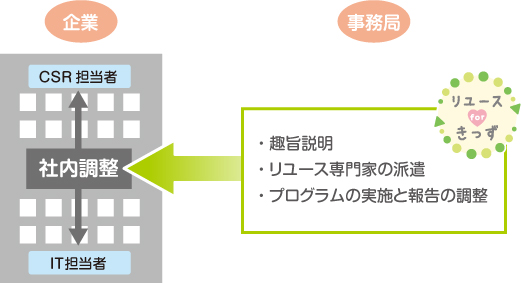 企業
事務局
CSR 担当者
社内調整
IT担当者
リユース
for
きっず
・趣旨説明
・リユース専門家の派遣
・プログラムの実施と報告の調整